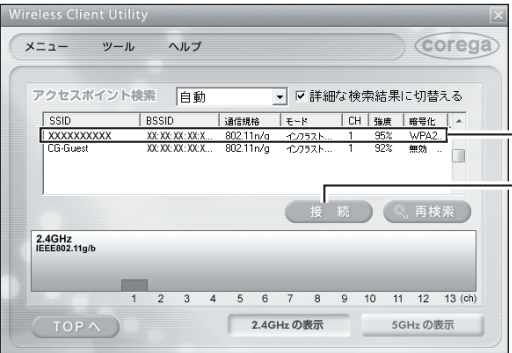 Wireless Client Utility
メニュー ツール ヘルプ corega
アクセスポイント検索 自動 詳細な検索結果に切替える
SSID BSSID 通信規格 モード CH 強度 暗号化
XXXXXXXXXX XX:XX:XX:XX:X... 802.11n/g インフラスト... 1 95% WPA2...
CG-Guest XX:XX:XX:XX:X... 802.11n/g インフラスト... 1 92% 無効 ...
接続 再検索
2.4GHz
IEEE802.11g/b
1 2 3 4 5 6 7 8 9 10 11 12 13 (ch)
TOPへ 2.4GHzの表示 5GHzの表示